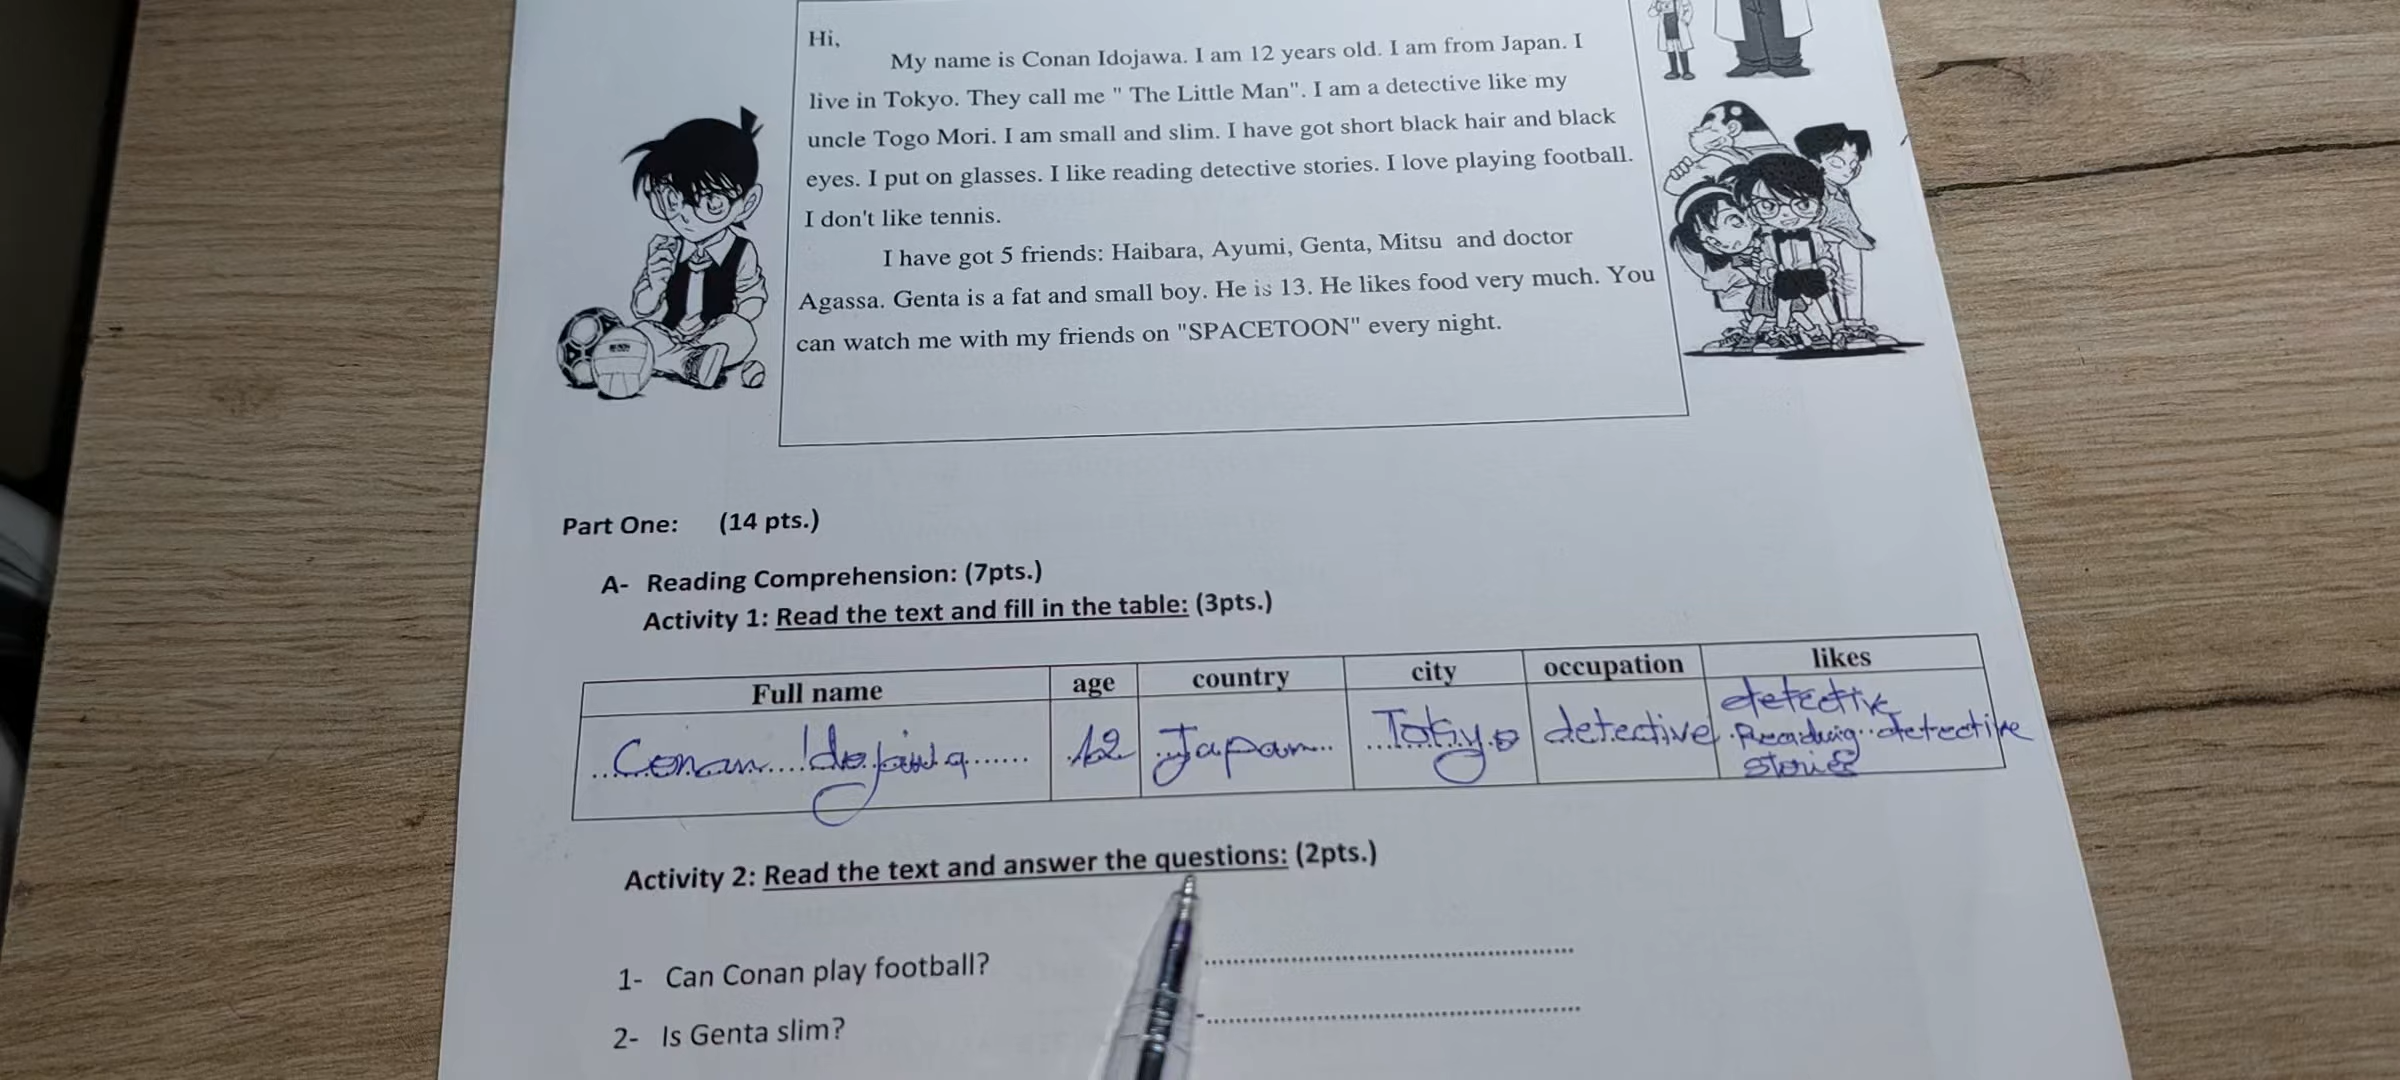 Hi,
My name is Conan Idojawa. I am 12 years old. I am from Japan. I
live in Tokyo. They call me " The Little Man". I am a detective like my
uncle Togo Mori. I am small and slim. I have got short black hair and black
eyes. I put on glasses. I like reading detective stories. I love playing football.
I don't like tennis.
I have got 5 friends: Haibara, Ayumi, Genta, Mitsu and doctor
Agassa. Genta is a fat and small boy. He is 13. He likes food very much. You
can watch me with my friends on "SPACETOON" every night.
Part One: (14 pts.)
A- Reading Comprehension: (7pts.)
Activity 1: Read the text and fill in the table: (3pts.)
Full name age country city occupation likes
Conan 12 Japan Tokyo detective detective
Reading detective
stories
Activity 2: Read the text and answer the questions: (2pts.)
1- Can Conan play football? ........................................
2- Is Genta slim? -........................................